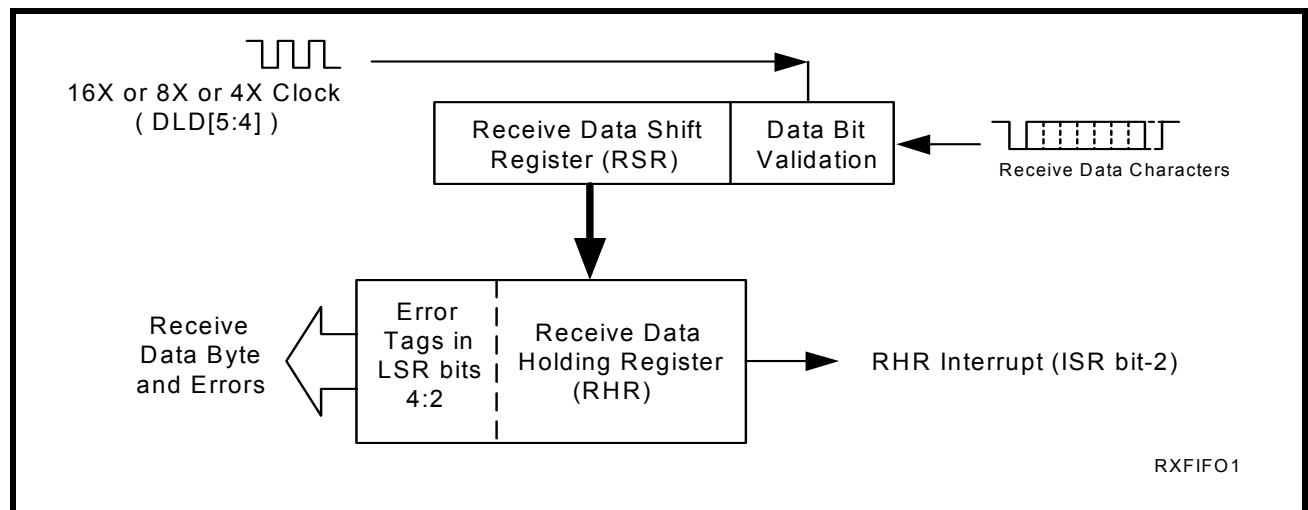 16X or 8X or 4X Clock
( DLD[5:4] )
Receive Data Shift
Register (RSR)
Data Bit
Validation
Receive Data Characters
Receive
Data Byte
and Errors
Error
Tags in
LSR bits
4:2
Receive Data
Holding Register
(RHR)
RHR Interrupt (ISR bit-2)
RXFIFO1